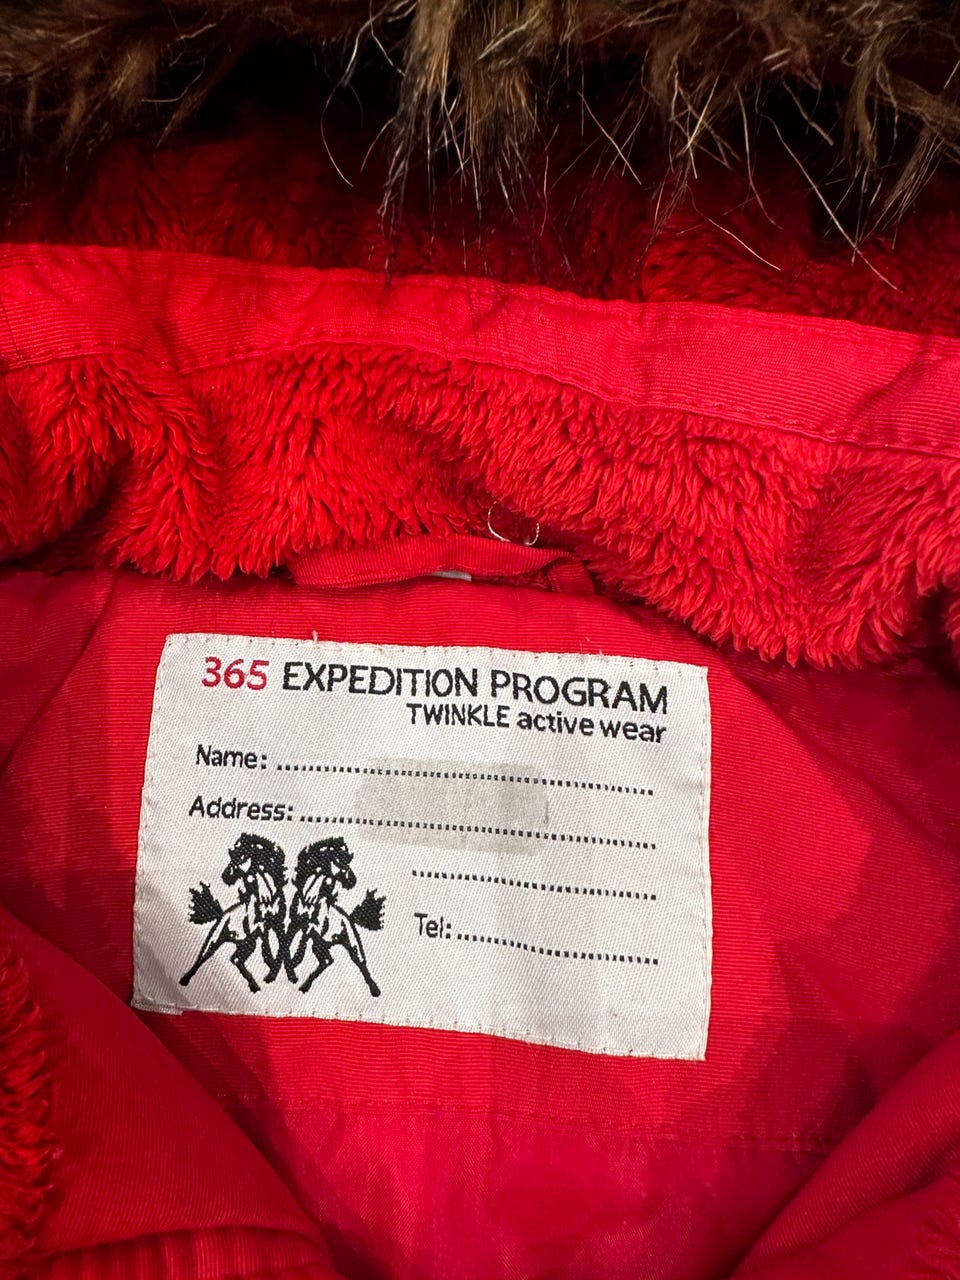 365 EXPEDITION PROGRAM
TWINKLE active wear
Name:
Address:
Tel: